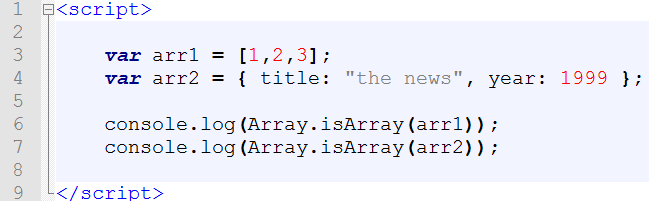 1 <script>
2
3 var arr1 = [1,2,3];
4 var arr2 = { title: "the news", year: 1999 };
5
6 console.log(Array.isArray(arr1));
7 console.log(Array.isArray(arr2));
8
9 </script>